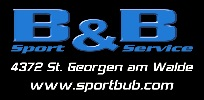 B & B
Sport Service
4372 St. Georgen am Walde
www.sportbub.com